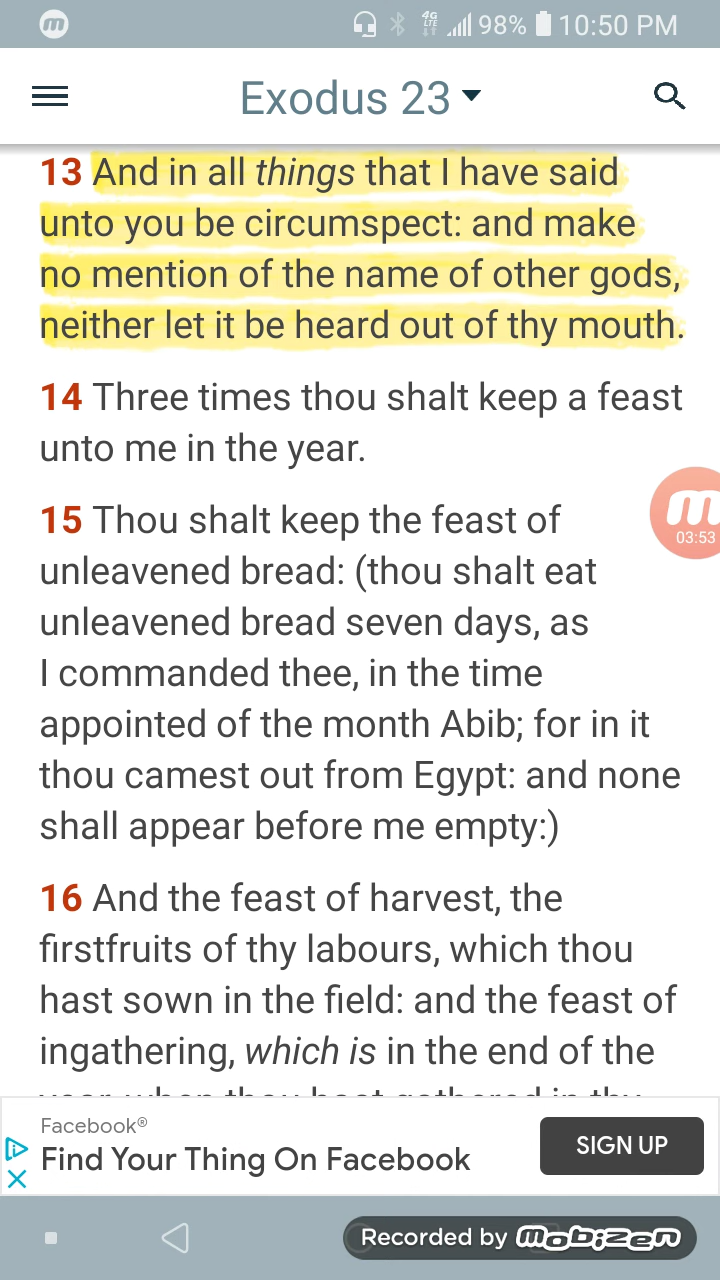 4G
LTE
98%
10:50 PM
Exodus 23
13 And in all things that I have said
unto you be circumspect: and make
no mention of the name of other gods,
neither let it be heard out of thy mouth.
14 Three times thou shalt keep a feast
unto me in the year.
15 Thou shalt keep the feast of
unleavened bread: (thou shalt eat
unleavened bread seven days, as
I commanded thee, in the time
appointed of the month Abib; for in it
thou camest out from Egypt: and none
shall appear before me empty:)
03:53
16 And the feast of harvest, the
firstfruits of thy labours, which thou
hast sown in the field: and the feast of
ingathering, which is in the end of the
Facebook®
Find Your Thing On Facebook
SIGN UP
Recorded by mobizen